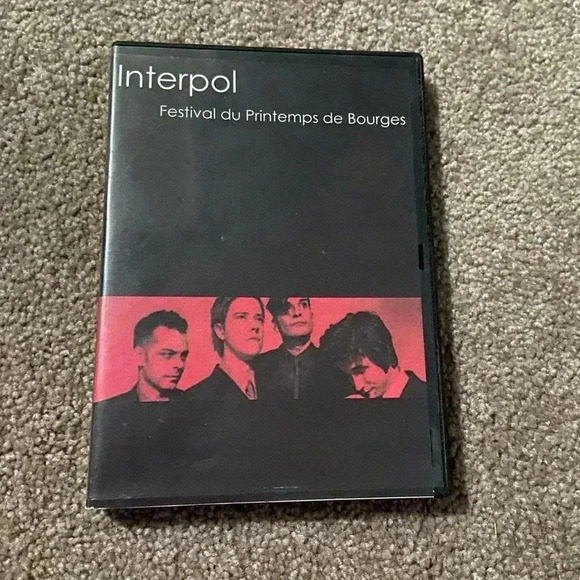 Interpol
Festival du Printemps de Bourges